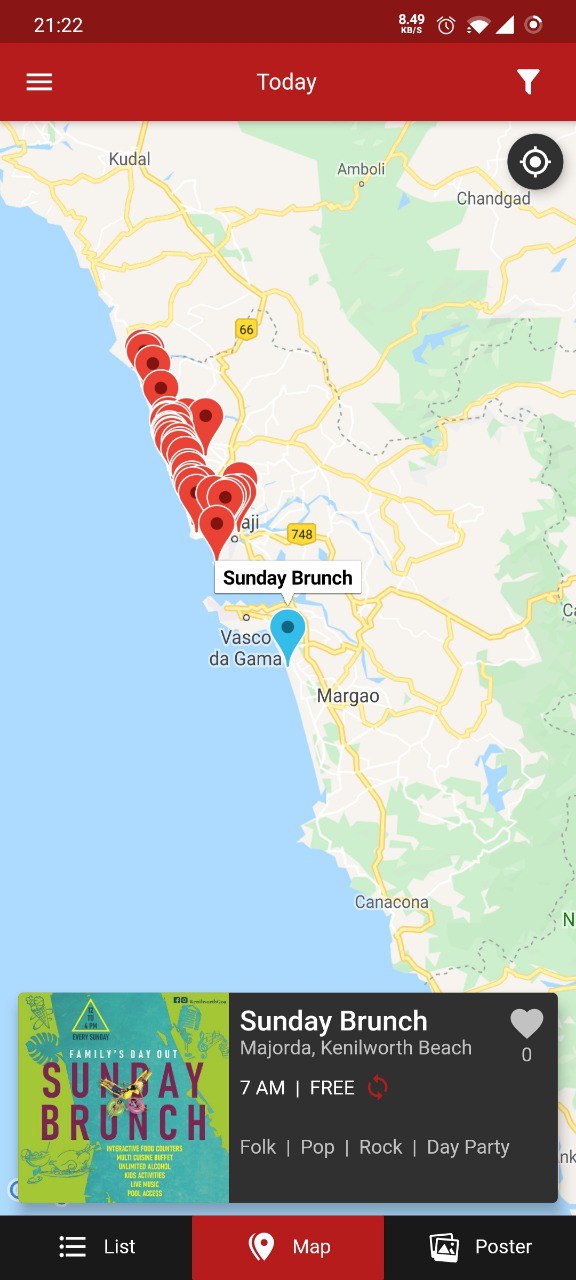 21:22
8.49
KB/S
Today
Kudal
Amboli
Chandgad
66
aji
748
Sunday Brunch
Vasco
da Gama
Margao
Canacona
12
TO
4 PM
EVERY SUNDAY
FAMILY'S DAY OUT
SUNDAY
BRUNCH
INTERACTIVE FOOD COUNTERS
MULTI CUISINE BUFFET
UNLIMITED ALCOHOL
KIDS ACTIVITIES
LIVE MUSIC
POOL ACCESS
Sunday Brunch
Majorda, Kenilworth Beach
0
7 AM | FREE
Folk | Pop | Rock | Day Party
List
Map
Poster